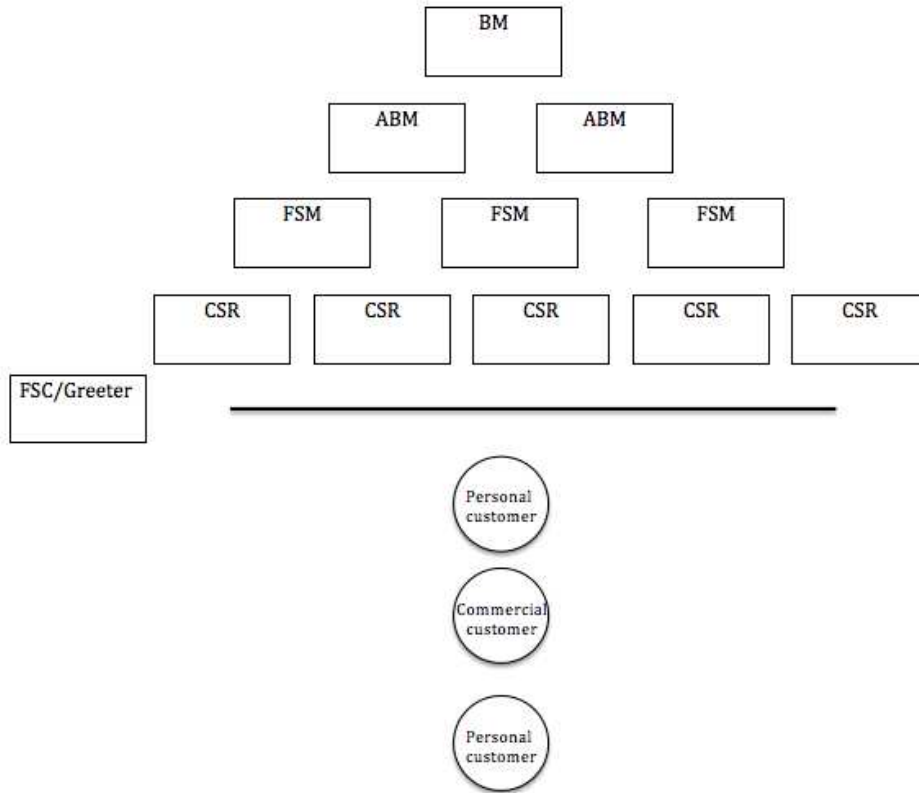 BM
ABM ABM
FSM FSM FSM
CSR CSR CSR CSR CSR
FSC/Greeter
Personal
customer
Commercial
customer
Personal
customer